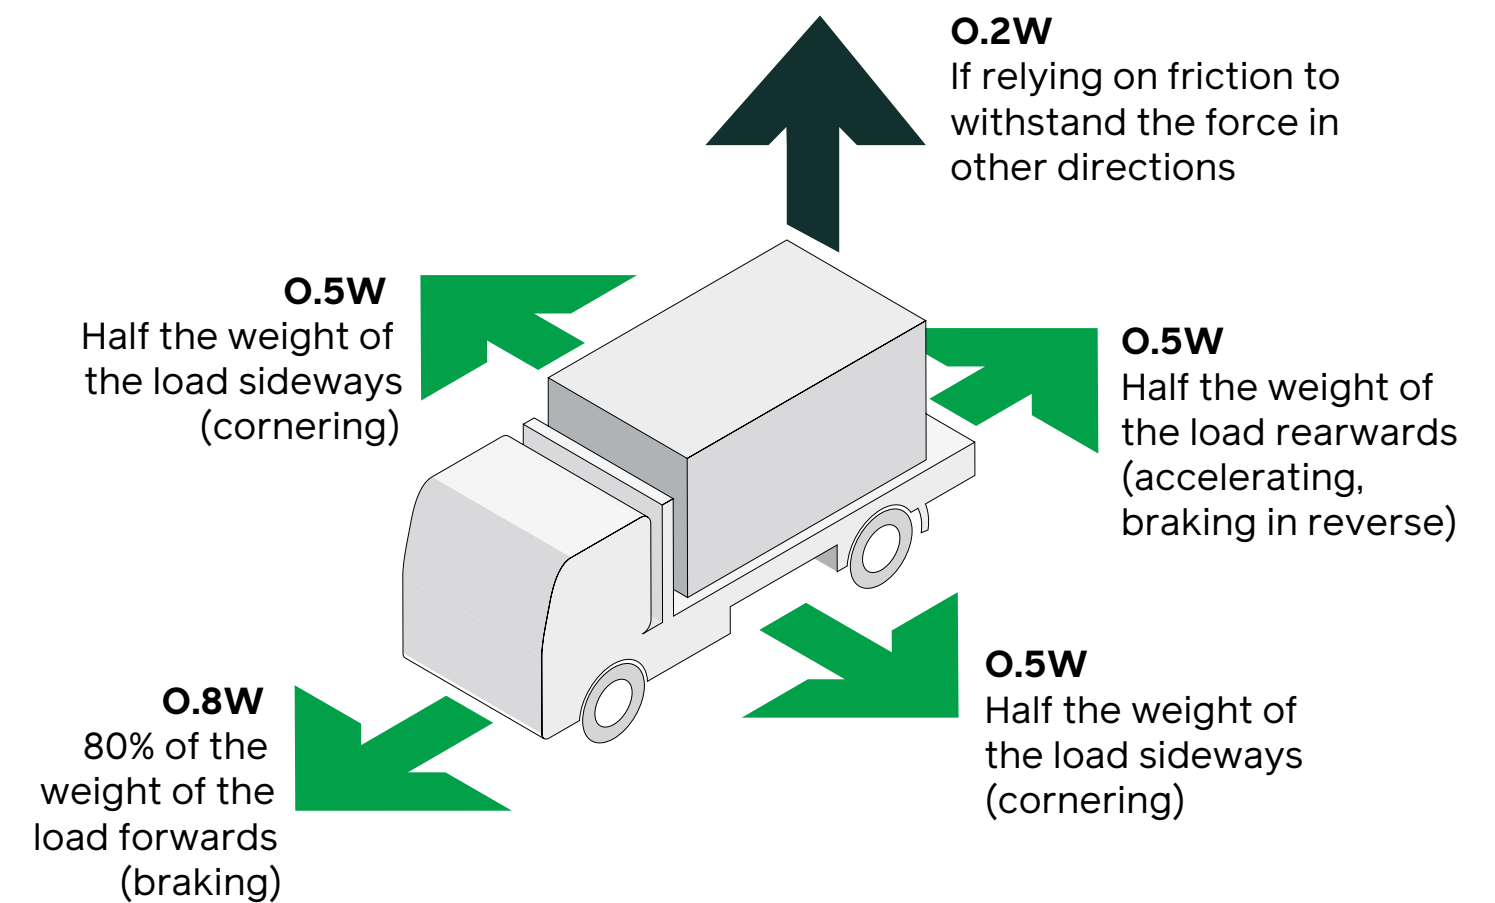 0.2W
If relying on friction to
withstand the force in
other directions
0.5W
Half the weight of
the load sideways
(cornering)
0.5W
Half the weight of
the load rearwards
(accelerating,
braking in reverse)
0.5W
Half the weight of
the load sideways
(cornering)
0.8W
80% of the
weight of the
load forwards
(braking)